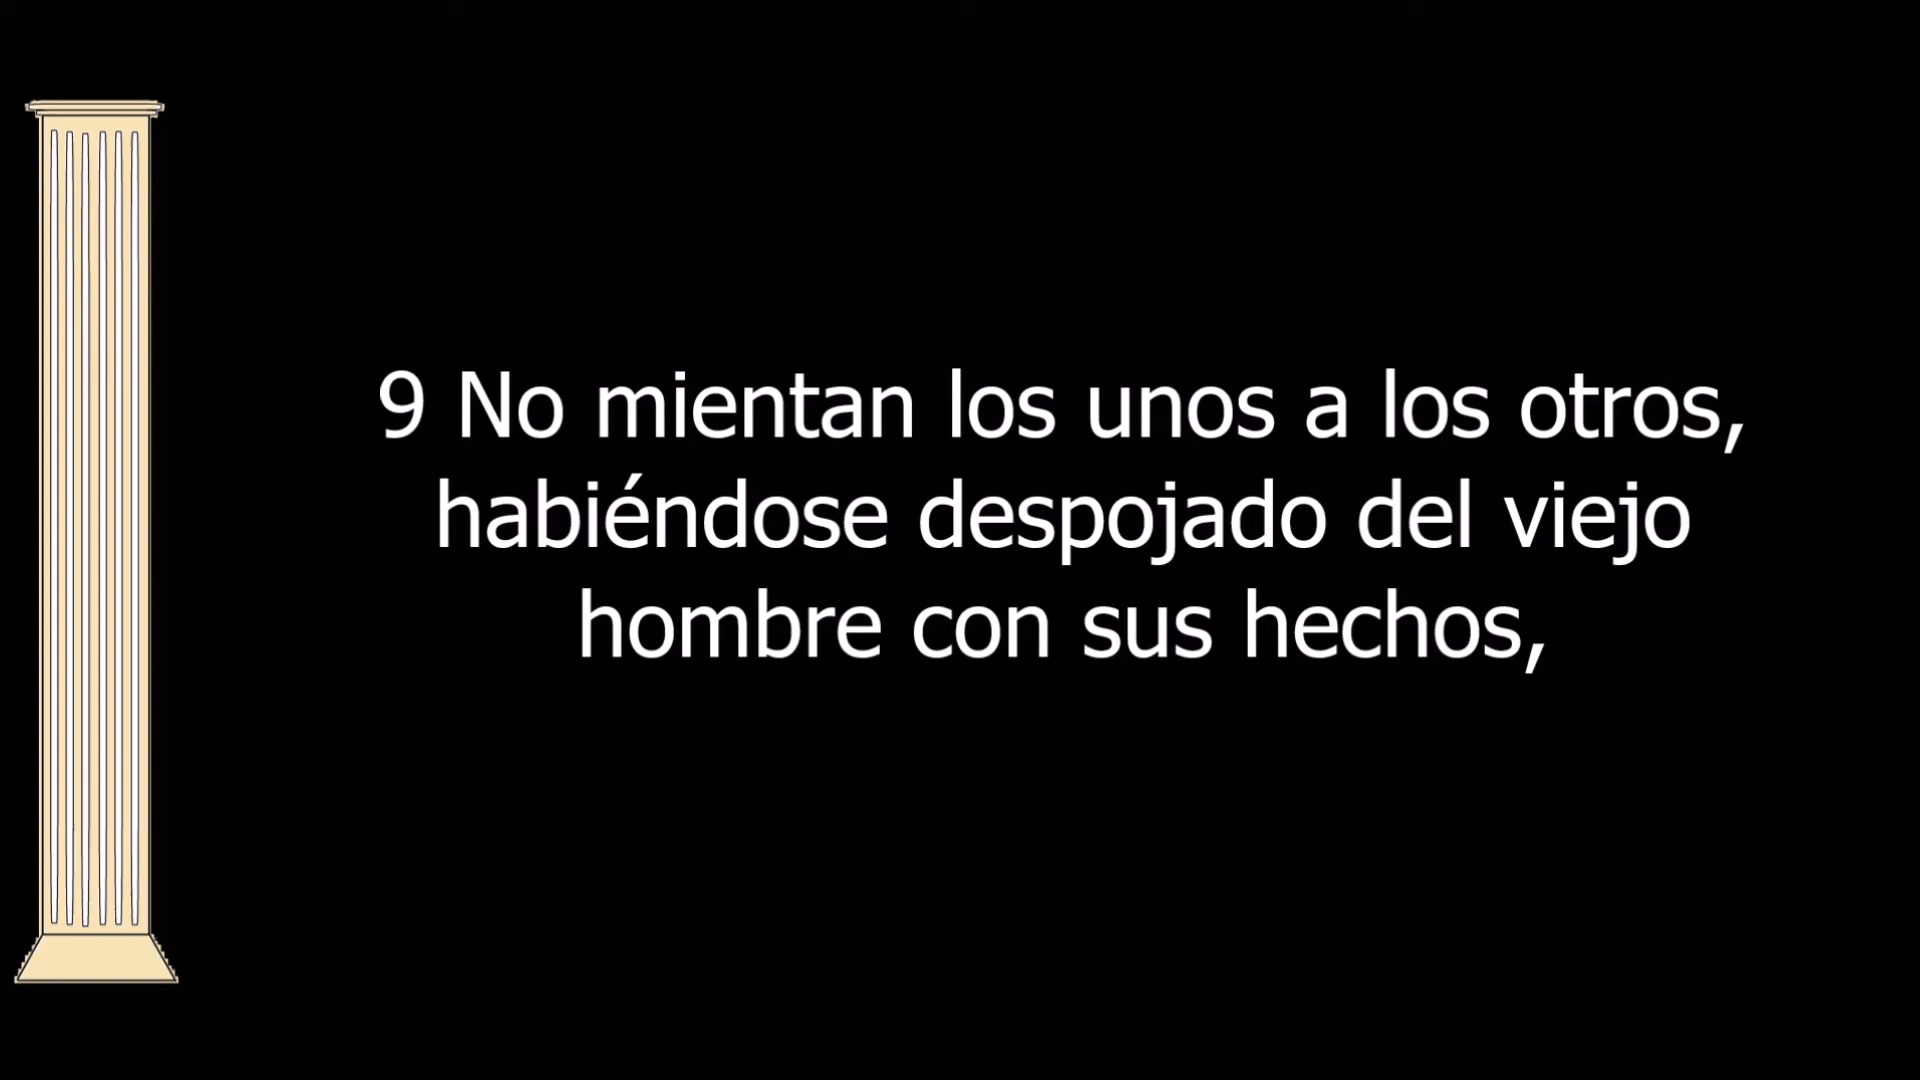 9 No mientan los unos a los otros,
habiéndose despojado del viejo
hombre con sus hechos,